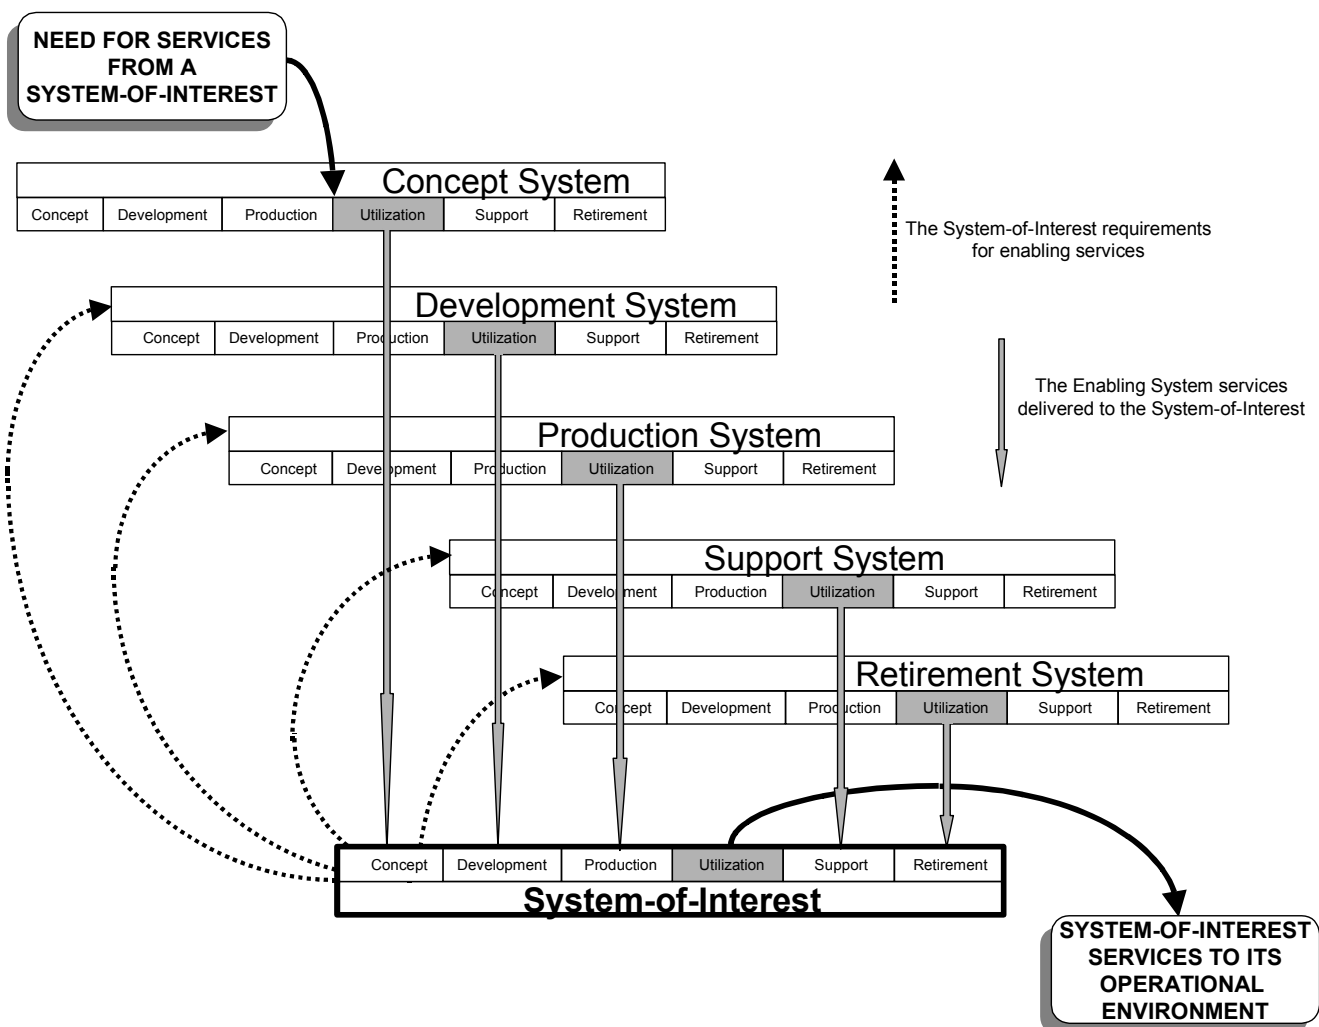 NEED FOR SERVICES
FROM A
SYSTEM-OF-INTEREST
Concept System
Concept Development Production Utilization Support Retirement
The System-of-Interest requirements
for enabling services
Development System
Concept Development Production Utilization Support Retirement
The Enabling System services
delivered to the System-of-Interest
Production System
Concept Development Production Utilization Support Retirement
Support System
Concept Development Production Utilization Support Retirement
Retirement System
Concept Development Production Utilization Support Retirement
Concept Development Production Utilization Support Retirement
System-of-Interest
SYSTEM-OF-INTEREST
SERVICES TO ITS
OPERATIONAL
ENVIRONMENT